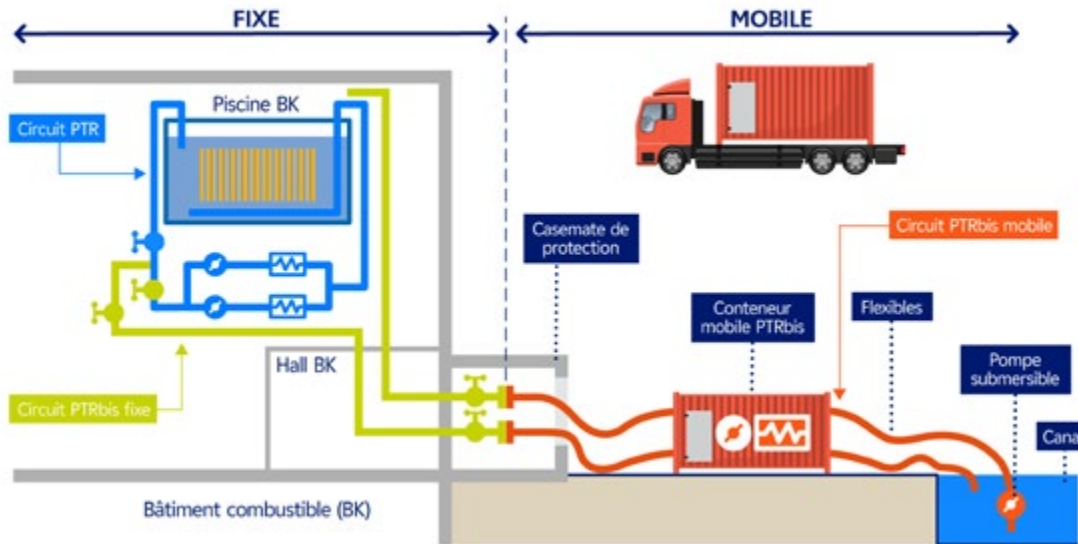 FIXE
MOBILE
Piscine BK
Circuit PTR
Casemate de
protection
Circuit PTRbis mobile
Conteneur
mobile PTRbis
Flexibles
Pompe
submersible
Hall BK
Circuit PTRbis fixe
Cana
Bâtiment combustible (BK)